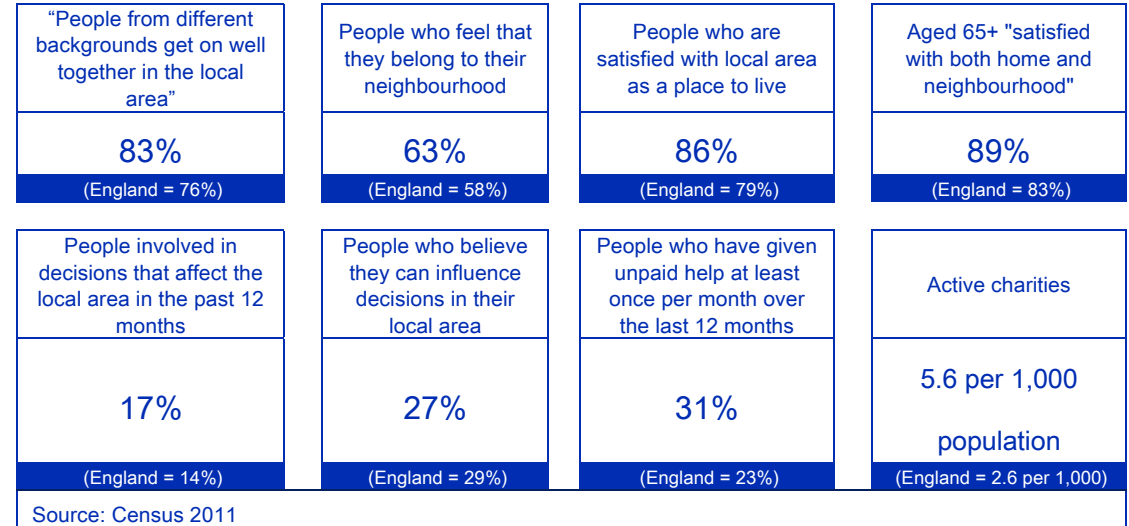 “People from different
backgrounds get on well
together in the local
area”
83%
(England = 76%)
People who feel that
they belong to their
neighbourhood
63%
(England = 58%)
People who are
satisfied with local area
as a place to live
86%
(England = 79%)
Aged 65+ "satisfied
with both home and
neighbourhood"
89%
(England = 83%)
People involved in
decisions that affect the
local area in the past 12
months
17%
(England = 14%)
People who believe
they can influence
decisions in their
local area
27%
(England = 29%)
People who have given
unpaid help at least
once per month over
the last 12 months
31%
(England = 23%)
Active charities
5.6 per 1,000
population
(England = 2.6 per 1,000)
Source: Census 2011